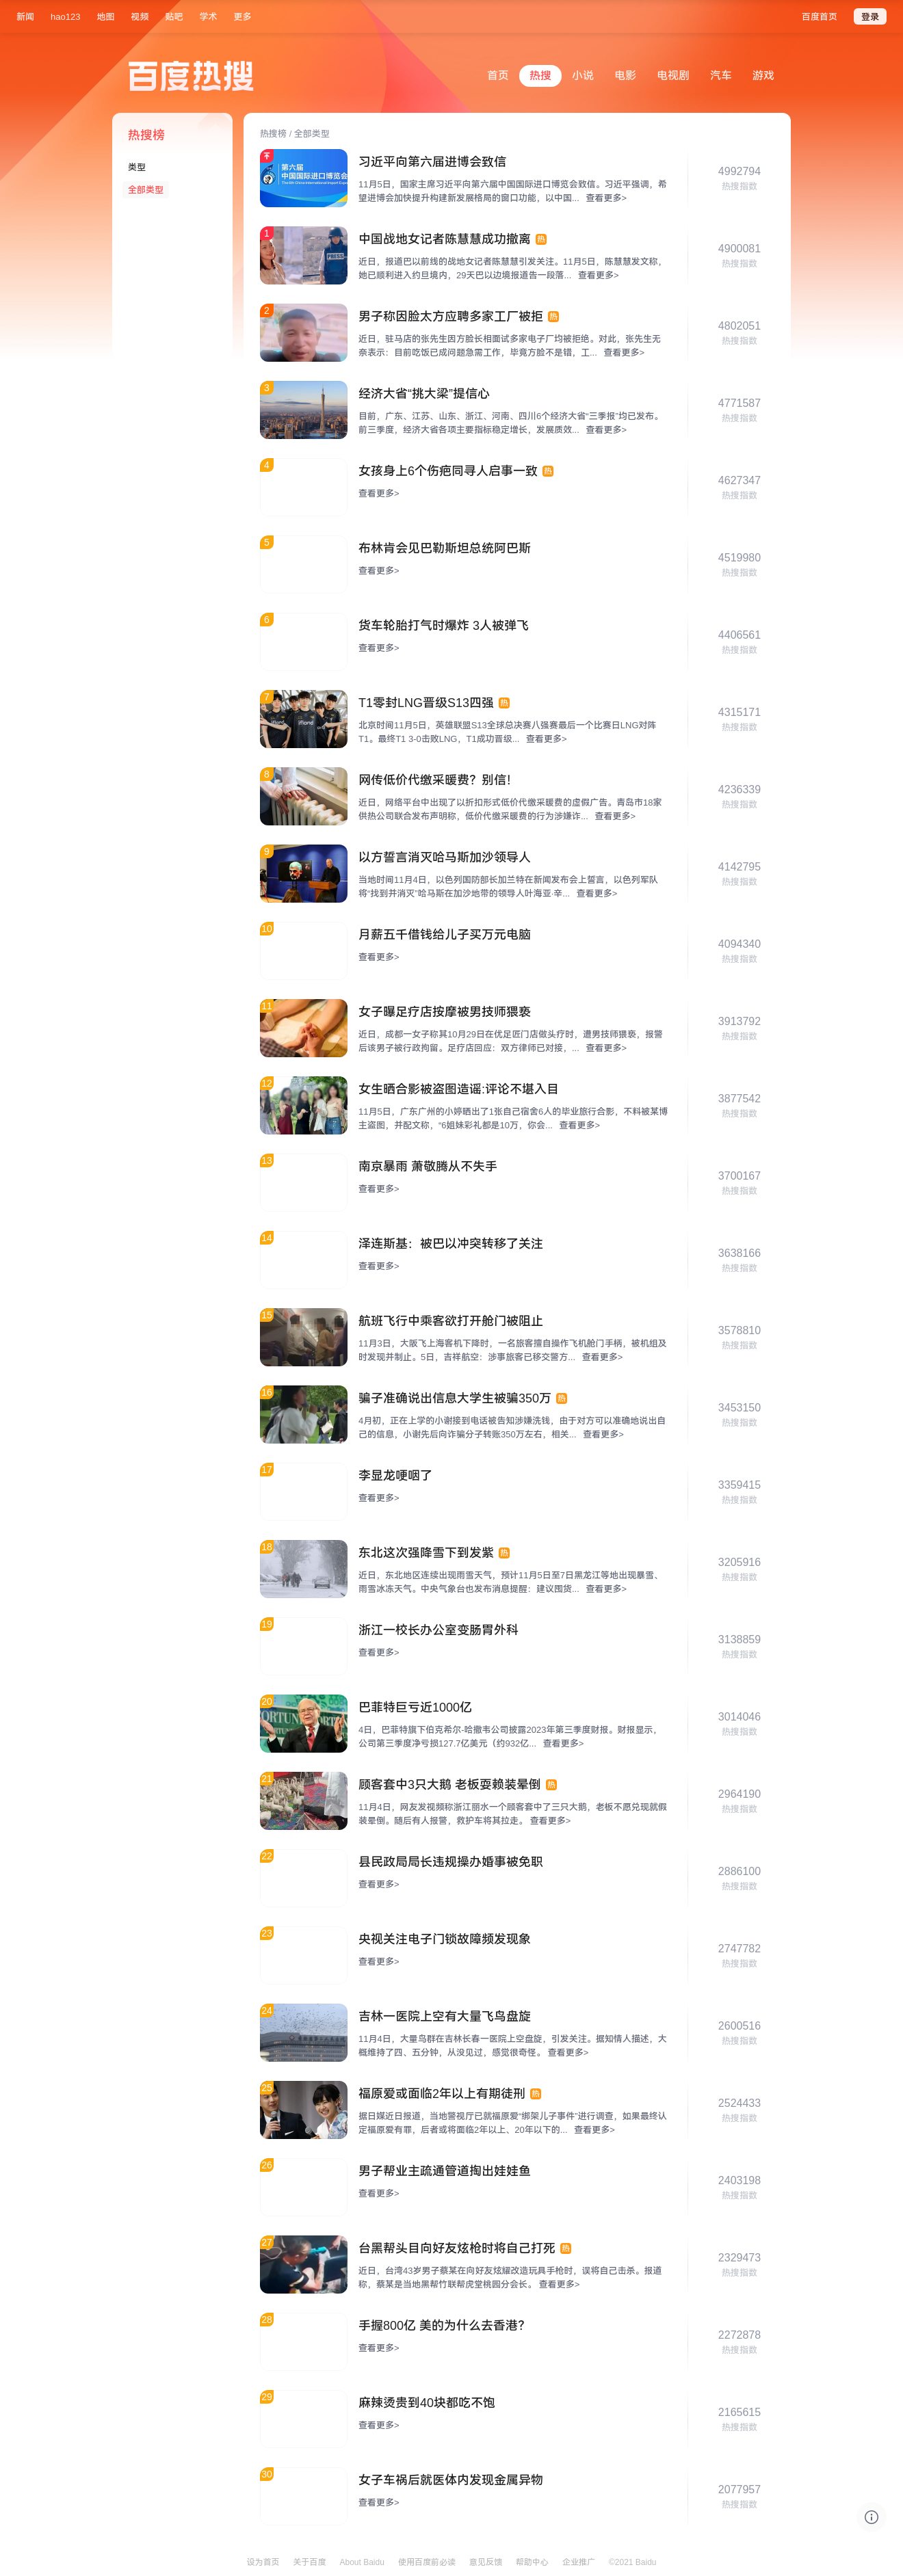 新闻 hao123 地图 视频 贴吧 学术 更多 百度首页 登录
百度热搜
首页 热搜 小说 电影 电视剧 汽车 游戏
热搜榜
类型
全部类型
热搜榜 / 全部类型
第六届
中国国际进口博览会
习近平向第六届进博会致信
11月5日，国家主席习近平向第六届中国国际进口博览会致信。习近平强调，希
望进博会加快提升构建新发展格局的窗口功能，以中国... 查看更多>
4992794
热搜指数
1
PRESS
中国战地女记者陈慧慧成功撤离 热
近日，报道巴以前线的战地女记者陈慧慧引发关注。11月5日，陈慧慧发文称，
她已顺利进入约旦境内，29天巴以边境报道告一段落... 查看更多>
4900081
热搜指数
2
男子称因脸太方应聘多家工厂被拒 热
近日，驻马店的张先生因方脸长相面试多家电子厂均被拒绝。对此，张先生无
奈表示：目前吃饭已成问题急需工作，毕竟方脸不是错，工... 查看更多>
4802051
热搜指数
3
经济大省“挑大梁”提信心
目前，广东、江苏、山东、浙江、河南、四川6个经济大省“三季报”均已发布。
前三季度，经济大省各项主要指标稳定增长，发展质效... 查看更多>
4771587
热搜指数
4
女孩身上6个伤疤同寻人启事一致 热
查看更多>
4627347
热搜指数
5
布林肯会见巴勒斯坦总统阿巴斯
查看更多>
4519980
热搜指数
6
货车轮胎打气时爆炸 3人被弹飞
查看更多>
4406561
热搜指数
7
T1零封LNG晋级S13四强 热
北京时间11月5日，英雄联盟S13全球总决赛八强赛最后一个比赛日LNG对阵
T1。最终T1 3-0击败LNG，T1成功晋级... 查看更多>
4315171
热搜指数
8
网传低价代缴采暖费？别信！
近日，网络平台中出现了以折扣形式低价代缴采暖费的虚假广告。青岛市18家
供热公司联合发布声明称，低价代缴采暖费的行为涉嫌诈... 查看更多>
4236339
热搜指数
9
以方誓言消灭哈马斯加沙领导人
当地时间11月4日，以色列国防部长加兰特在新闻发布会上誓言，以色列军队
将“找到并消灭”哈马斯在加沙地带的领导人叶海亚·辛... 查看更多>
4142795
热搜指数
10
月薪五千借钱给儿子买万元电脑
查看更多>
4094340
热搜指数
11
女子曝足疗店按摩被男技师猥亵
近日，成都一女子称其10月29日在优足匠门店做头疗时，遭男技师猥亵，报警
后该男子被行政拘留。足疗店回应：双方律师已对接，... 查看更多>
3913792
热搜指数
12
女生晒合影被盗图造谣:评论不堪入目
11月5日，广东广州的小婷晒出了1张自己宿舍6人的毕业旅行合影，不料被某博
主盗图，并配文称，“6姐妹彩礼都是10万，你会... 查看更多>
3877542
热搜指数
13
南京暴雨 萧敬腾从不失手
查看更多>
3700167
热搜指数
14
泽连斯基：被巴以冲突转移了关注
查看更多>
3638166
热搜指数
15
航班飞行中乘客欲打开舱门被阻止
11月3日，大阪飞上海客机下降时，一名旅客擅自操作飞机舱门手柄，被机组及
时发现并制止。5日，吉祥航空：涉事旅客已移交警方... 查看更多>
3578810
热搜指数
16
骗子准确说出信息大学生被骗350万 热
4月初，正在上学的小谢接到电话被告知涉嫌洗钱，由于对方可以准确地说出自
己的信息，小谢先后向诈骗分子转账350万左右，相关... 查看更多>
3453150
热搜指数
17
李显龙哽咽了
查看更多>
3359415
热搜指数
18
东北这次强降雪下到发紫 热
近日，东北地区连续出现雨雪天气，预计11月5日至7日黑龙江等地出现暴雪、
雨雪冰冻天气。中央气象台也发布消息提醒：建议囤货... 查看更多>
3205916
热搜指数
19
浙江一校长办公室变肠胃外科
查看更多>
3138859
热搜指数
20
巴菲特巨亏近1000亿
4日，巴菲特旗下伯克希尔-哈撒韦公司披露2023年第三季度财报。财报显示，
公司第三季度净亏损127.7亿美元（约932亿... 查看更多>
3014046
热搜指数
21
顾客套中3只大鹅 老板耍赖装晕倒 热
11月4日，网友发视频称浙江丽水一个顾客套中了三只大鹅，老板不愿兑现就假
装晕倒。随后有人报警，救护车将其拉走。 查看更多>
2964190
热搜指数
22
县民政局局长违规操办婚事被免职
查看更多>
2886100
热搜指数
23
央视关注电子门锁故障频发现象
查看更多>
2747782
热搜指数
24
吉林一医院上空有大量飞鸟盘旋
11月4日，大量鸟群在吉林长春一医院上空盘旋，引发关注。据知情人描述，大
概维持了四、五分钟，从没见过，感觉很奇怪。 查看更多>
2600516
热搜指数
25
福原爱或面临2年以上有期徒刑 热
据日媒近日报道，当地警视厅已就福原爱“绑架儿子事件”进行调查，如果最终认
定福原爱有罪，后者或将面临2年以上、20年以下的... 查看更多>
2524433
热搜指数
26
男子帮业主疏通管道掏出娃娃鱼
查看更多>
2403198
热搜指数
27
台黑帮头目向好友炫枪时将自己打死 热
近日，台湾43岁男子蔡某在向好友炫耀改造玩具手枪时，误将自己击杀。报道
称，蔡某是当地黑帮竹联帮虎堂桃园分会长。 查看更多>
2329473
热搜指数
28
手握800亿 美的为什么去香港？
查看更多>
2272878
热搜指数
29
麻辣烫贵到40块都吃不饱
查看更多>
2165615
热搜指数
30
女子车祸后就医体内发现金属异物
查看更多>
2077957
热搜指数
设为首页 关于百度 About Baidu 使用百度前必读 意见反馈 帮助中心 企业推广 ©2021 Baidu